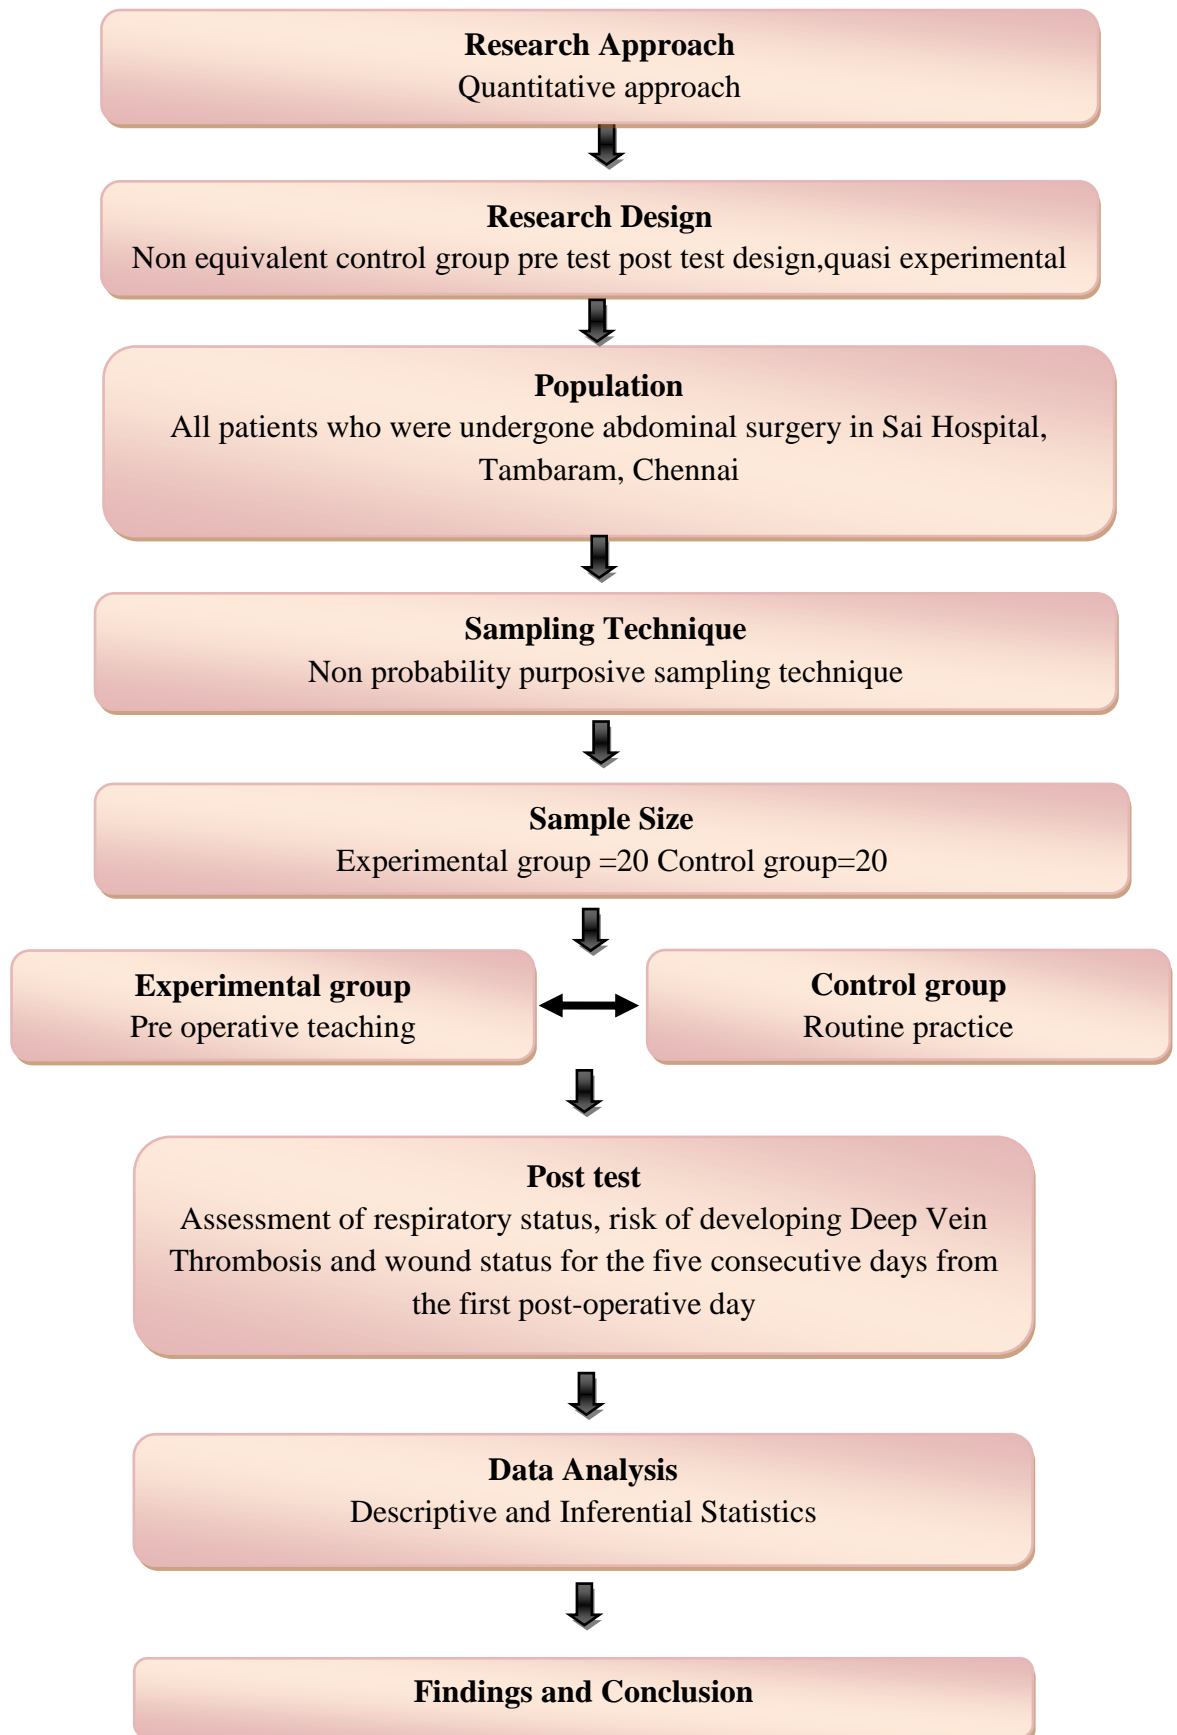 Research Approach
Quantitative approach
Research Design
Non equivalent control group pre test post test design,quasi experimental
Population
All patients who were undergone abdominal surgery in Sai Hospital,
Tambaram, Chennai
Sampling Technique
Non probability purposive sampling technique
Sample Size
Experimental group =20 Control group=20
Experimental group
Pre operative teaching
Control group
Routine practice
Post test
Assessment of respiratory status, risk of developing Deep Vein
Thrombosis and wound status for the five consecutive days from
the first post-operative day
Data Analysis
Descriptive and Inferential Statistics
Findings and Conclusion